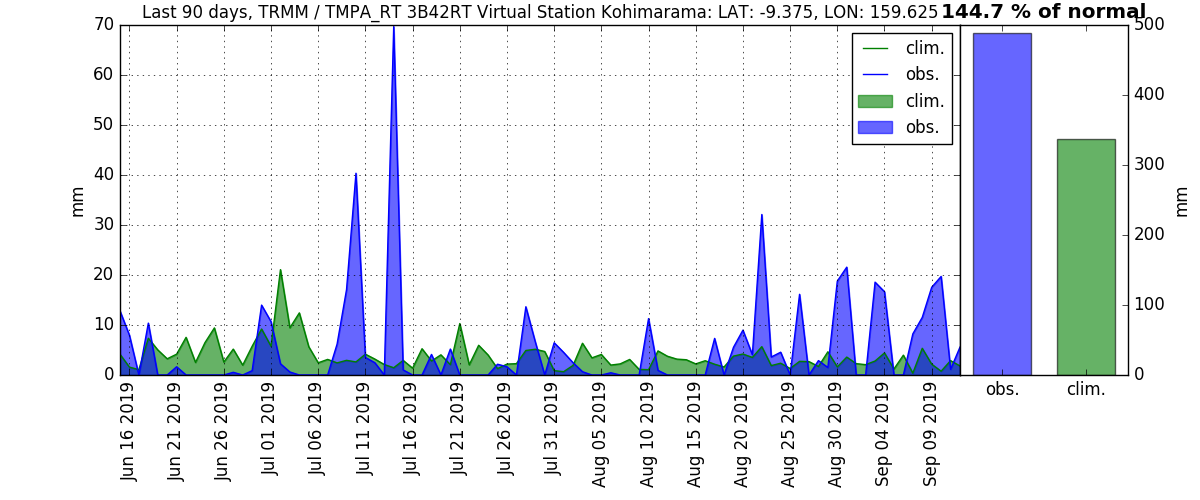 Last 90 days, TRMM / TMPA_RT 3B42RT Virtual Station Kohimarama: LAT: -9.375, LON: 159.625
144.7 % of normal
70
60
50
40
30
20
10
0
mm
clim.
obs.
clim.
obs.
Jun 16 2019
Jun 21 2019
Jun 26 2019
Jul 01 2019
Jul 06 2019
Jul 11 2019
Jul 16 2019
Jul 21 2019
Jul 26 2019
Jul 31 2019
Aug 05 2019
Aug 10 2019
Aug 15 2019
Aug 20 2019
Aug 25 2019
Aug 30 2019
Sep 04 2019
Sep 09 2019
500
400
300
200
100
0
mm
obs.
clim.